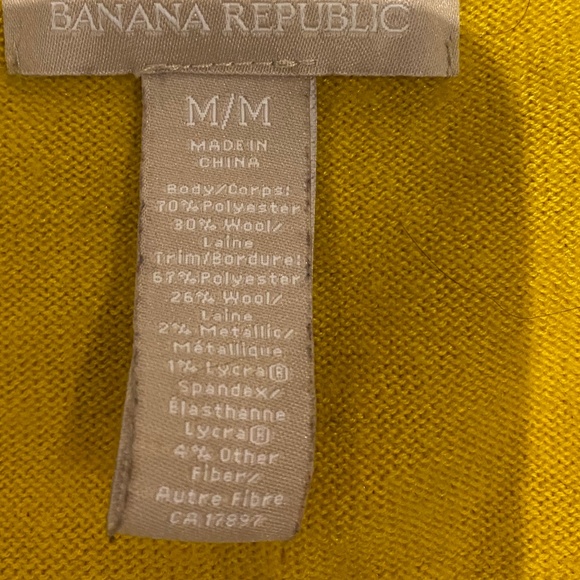 BANANA REPUBLIC
M/M
MADE IN
CHINA
Body/Corps:
70% Polyester
30% Wool/
Laine
Trim/Bordure:
67% Polyester
26% Wool/
Laine
2% Metallic/
Métallique
1% Lycra®
Spandex/
Élasthanne
Lycra®
4% Other
Fiber/
Autre Fibre
CA 17897